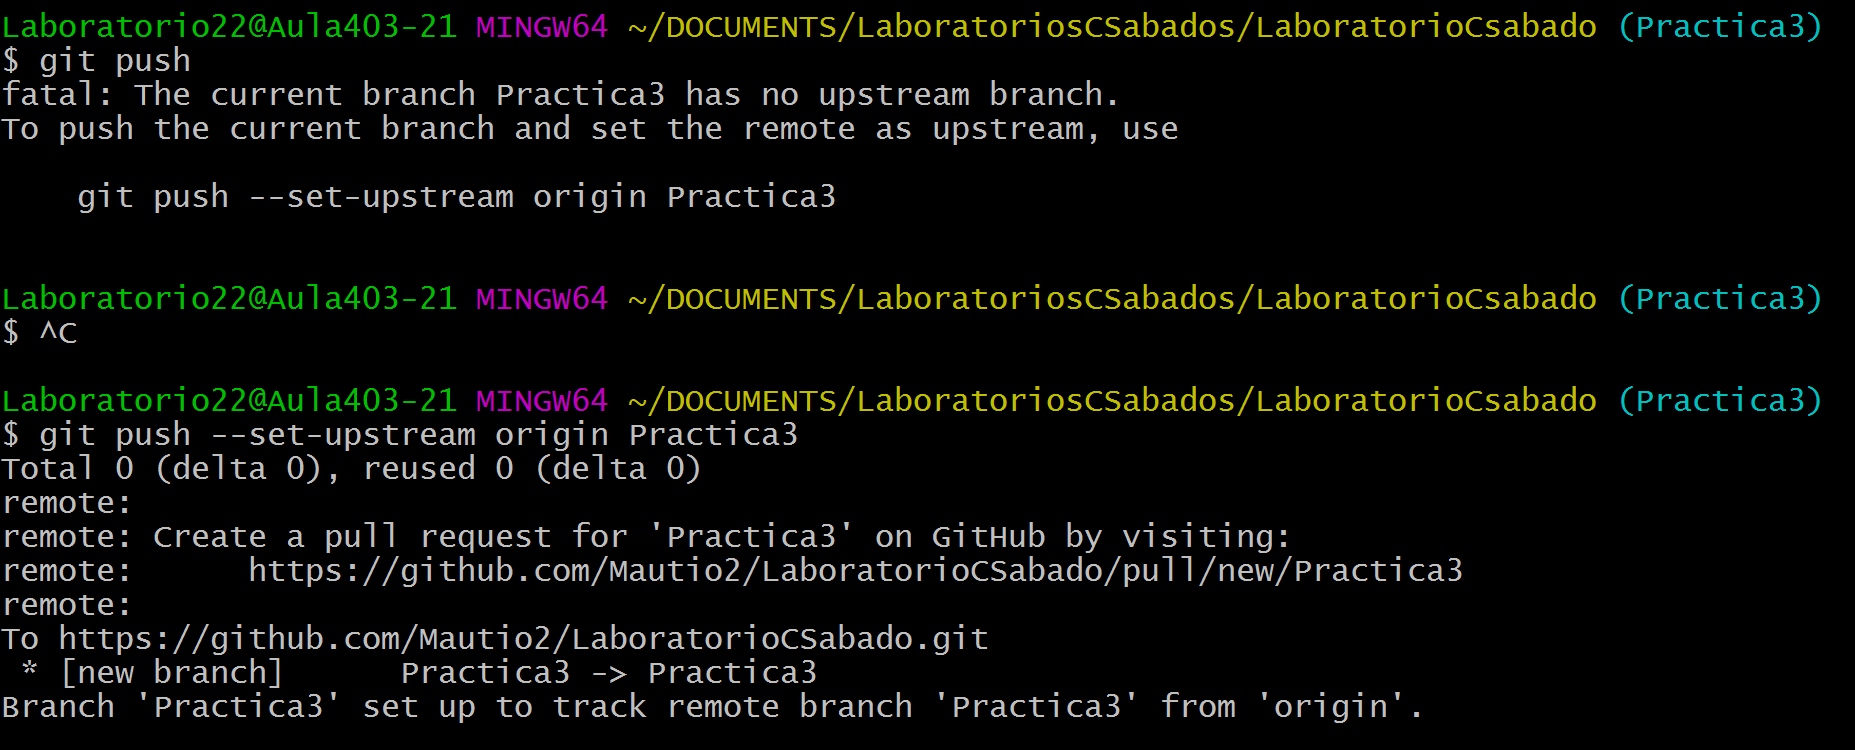 Laboratorio22@Aula403-21 MINGW64 ~/DOCUMENTS/LaboratoriosCSabados/LaboratorioCsabado (Practica3)
$ git push
fatal: The current branch Practica3 has no upstream branch.
To push the current branch and set the remote as upstream, use
    git push --set-upstream origin Practica3
Laboratorio22@Aula403-21 MINGW64 ~/DOCUMENTS/LaboratoriosCSabados/LaboratorioCsabado (Practica3)
$ ^C
Laboratorio22@Aula403-21 MINGW64 ~/DOCUMENTS/LaboratoriosCSabados/LaboratorioCsabado (Practica3)
$ git push --set-upstream origin Practica3
Total 0 (delta 0), reused 0 (delta 0)
remote:
remote: Create a pull request for 'Practica3' on GitHub by visiting:
remote:      https://github.com/Mautio2/LaboratorioCSabado/pull/new/Practica3
remote:
To https://github.com/Mautio2/LaboratorioCSabado.git
 * [new branch]      Practica3 -> Practica3
Branch 'Practica3' set up to track remote branch 'Practica3' from 'origin'.